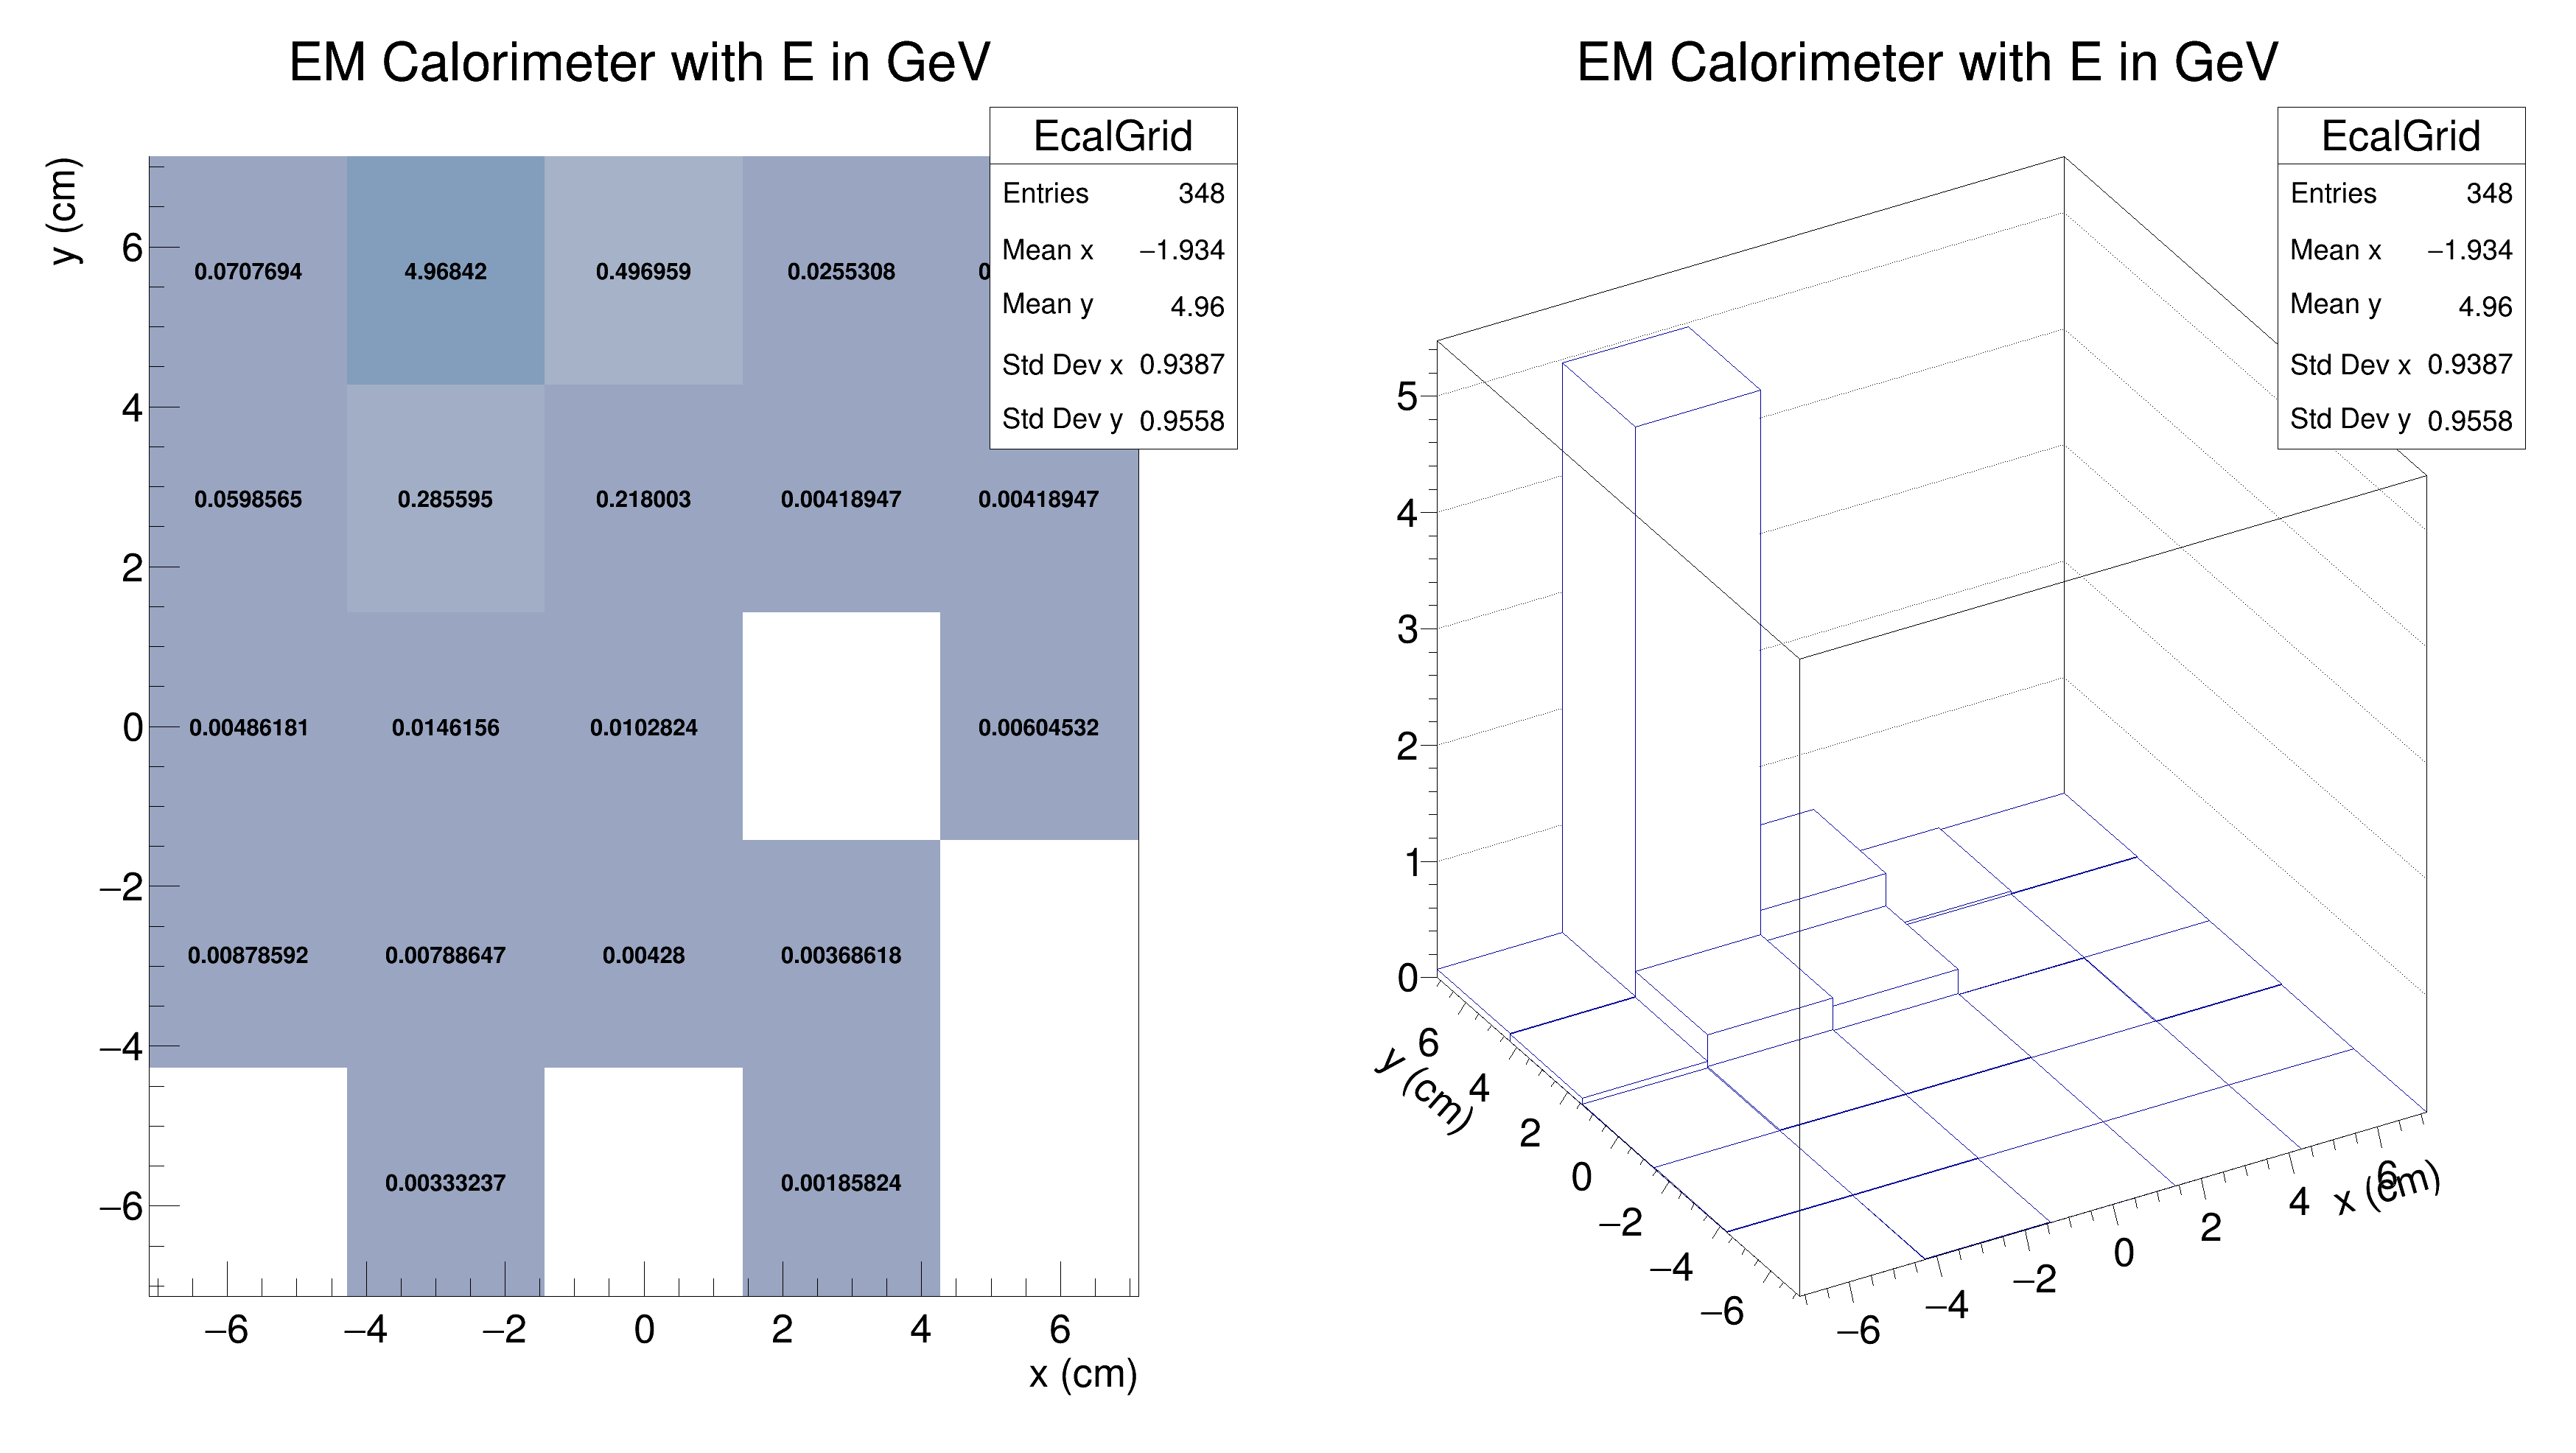 EM Calorimeter with E in GeV
EcalGrid
Entries 348
Mean x −1.934
Mean y 4.96
Std Dev x 0.9387
Std Dev y 0.9558
y (cm)
6
4
2
0
−2
−4
−6
0.0707694 4.96842 0.496959 0.0255308
0.0598565 0.285595 0.218003 0.00418947 0.00418947
0.00486181 0.0146156 0.0102824 0.00604532
0.00878592 0.00788647 0.00428 0.00368618
0.00333237 0.00185824
−6 −4 −2 0 2 4 6
x (cm)
EM Calorimeter with E in GeV
EcalGrid
Entries 348
Mean x −1.934
Mean y 4.96
Std Dev x 0.9387
Std Dev y 0.9558
5
4
3
2
1
0
y (cm)
6
4
2
0
−2
−4
−6
−6 −4 −2 0 2 4 6
x (cm)